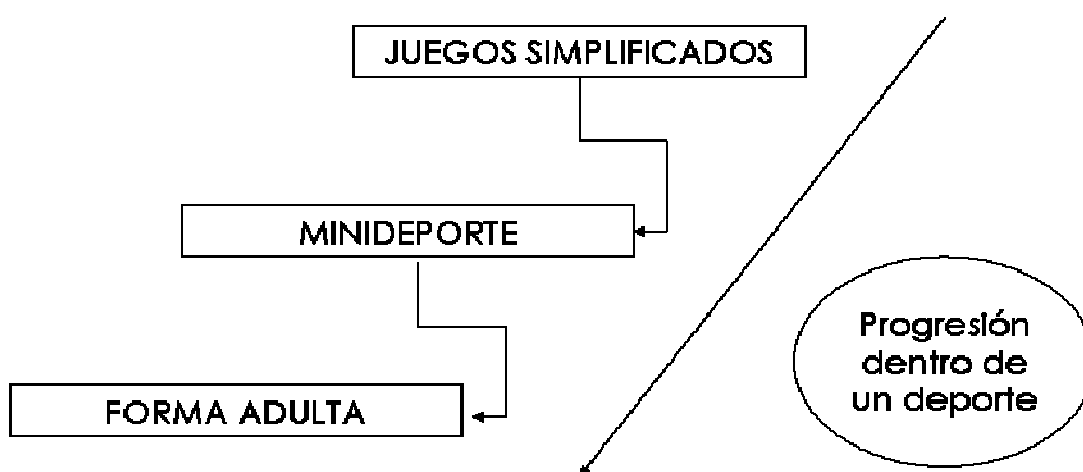 JUEGOS SIMPLIFICADOS
MINIDEPORTE
FORMA ADULTA
Progresión
dentro de
un deporte